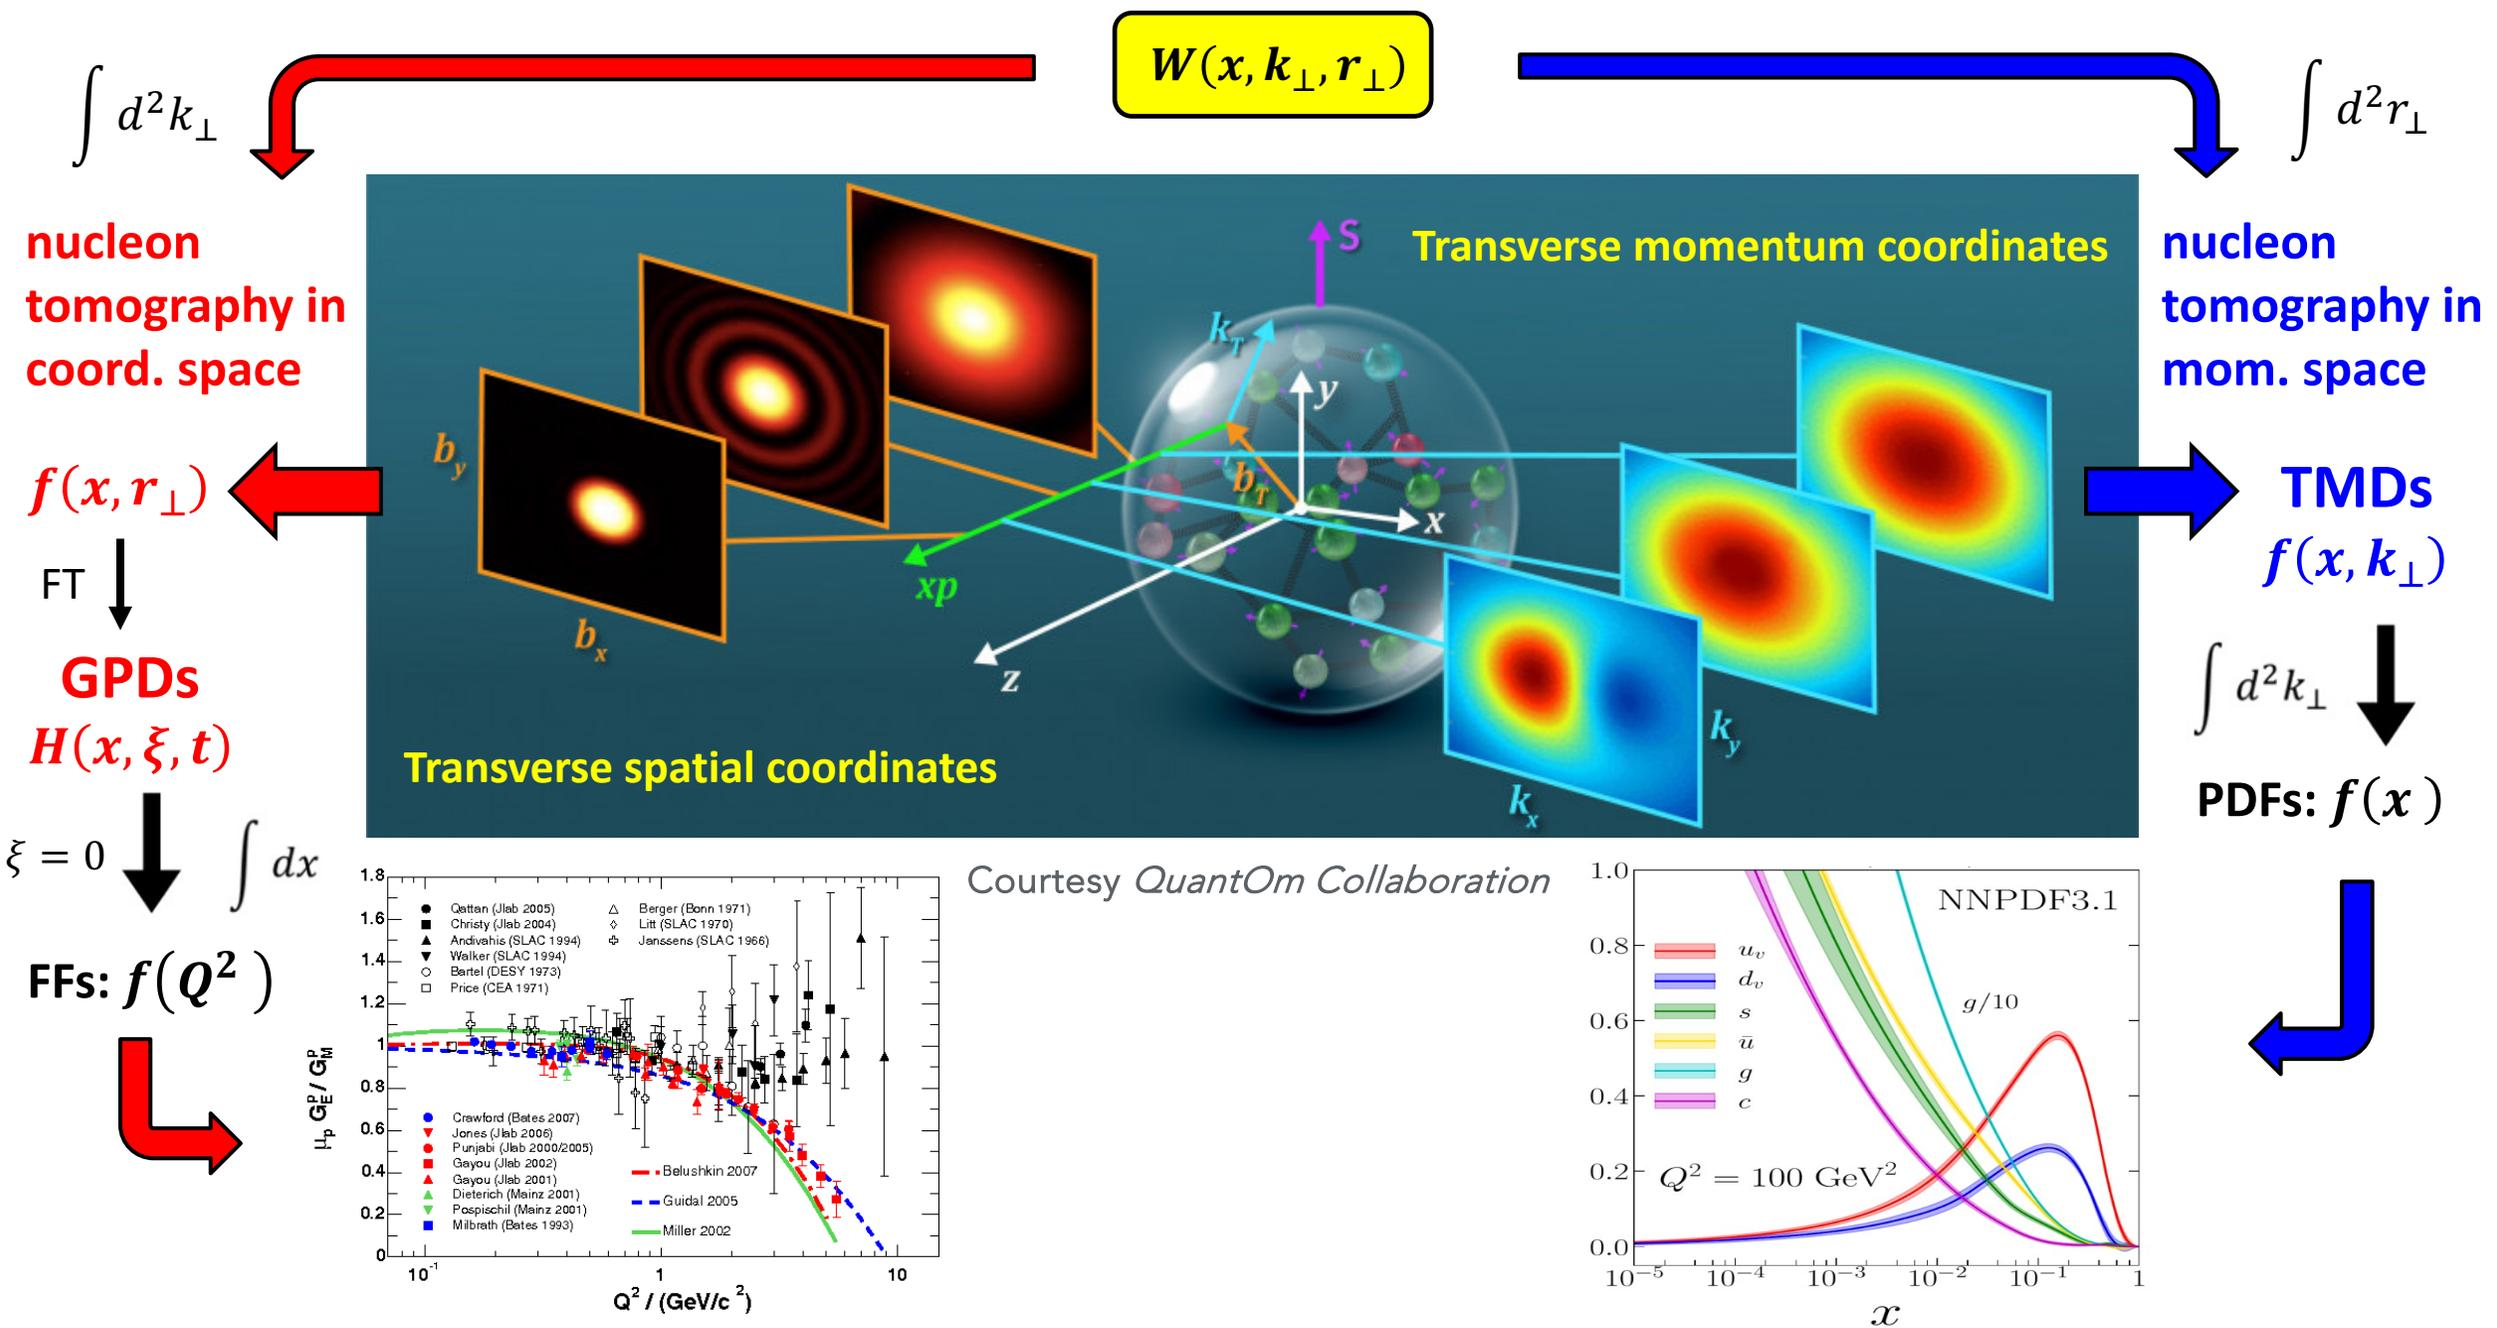 W(x, k⊥, r⊥)
∫ d²k⊥
∫ d²r⊥
nucleon
tomography in
coord. space
f(x, r⊥)
FT
GPDs
H(x, ξ, t)
ξ = 0
∫ dx
FFs: f(Q²)
Transverse momentum coordinates
S
k_T
y
b_T
x
xp
z
b_y
b_x
k_y
k_x
Transverse spatial coordinates
nucleon
tomography in
mom. space
TMDs
f(x, k⊥)
∫ d²k⊥
PDFs: f(x )
Courtesy QuantOm Collaboration
1.8
1.6
1.4
1.2
1
0.8
0.6
0.4
0.2
0
μ_p G_E^p / G_M^p
Qattan (Jlab 2005)
Christy (Jlab 2004)
Andivahis (SLAC 1994)
Walker (SLAC 1994)
Bartel (DESY 1973)
Price (CEA 1971)
Berger (Bonn 1971)
Litt (SLAC 1970)
Janssens (SLAC 1966)
Crawford (Bates 2007)
Jones (Jlab 2006)
Punjabi (Jlab 2000/2005)
Gayou (Jlab 2002)
Gayou (Jlab 2001)
Dieterich (Mainz 2001)
Pospischil (Mainz 2001)
Milbrath (Bates 1993)
Belushkin 2007
Guidal 2005
Miller 2002
10⁻¹ 1 10
Q² / (GeV/c ²)
1.0
0.8
0.6
0.4
0.2
0.0
NNPDF3.1
u_v
d_v
s
ū
g
c
g/10
Q² = 100 GeV²
10⁻⁵ 10⁻⁴ 10⁻³ 10⁻² 10⁻¹ 1
x